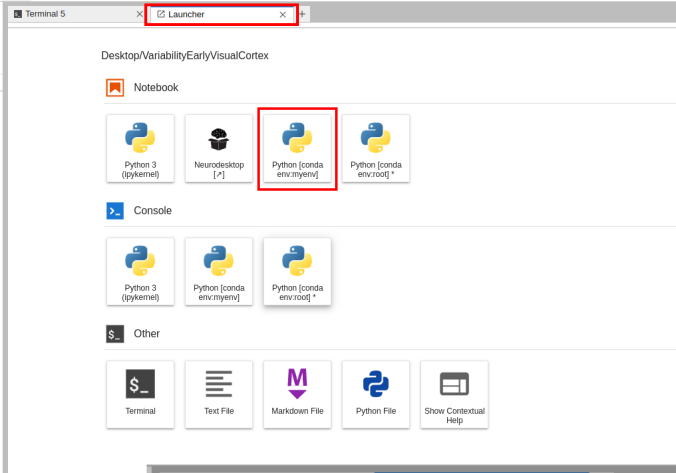 Terminal 5
Launcher
Desktop/VariabilityEarlyVisualCortex
Notebook
Python 3
(ipykernel)
Neurodesktop
[↗]
Python [conda
env:myenv]
Python [conda
env:root] *
Console
Python 3
(ipykernel)
Python [conda
env:myenv]
Python [conda
env:root] *
$_ Other
$_
Terminal
Text File
M
Markdown File
Python File
Show Contextual
Help